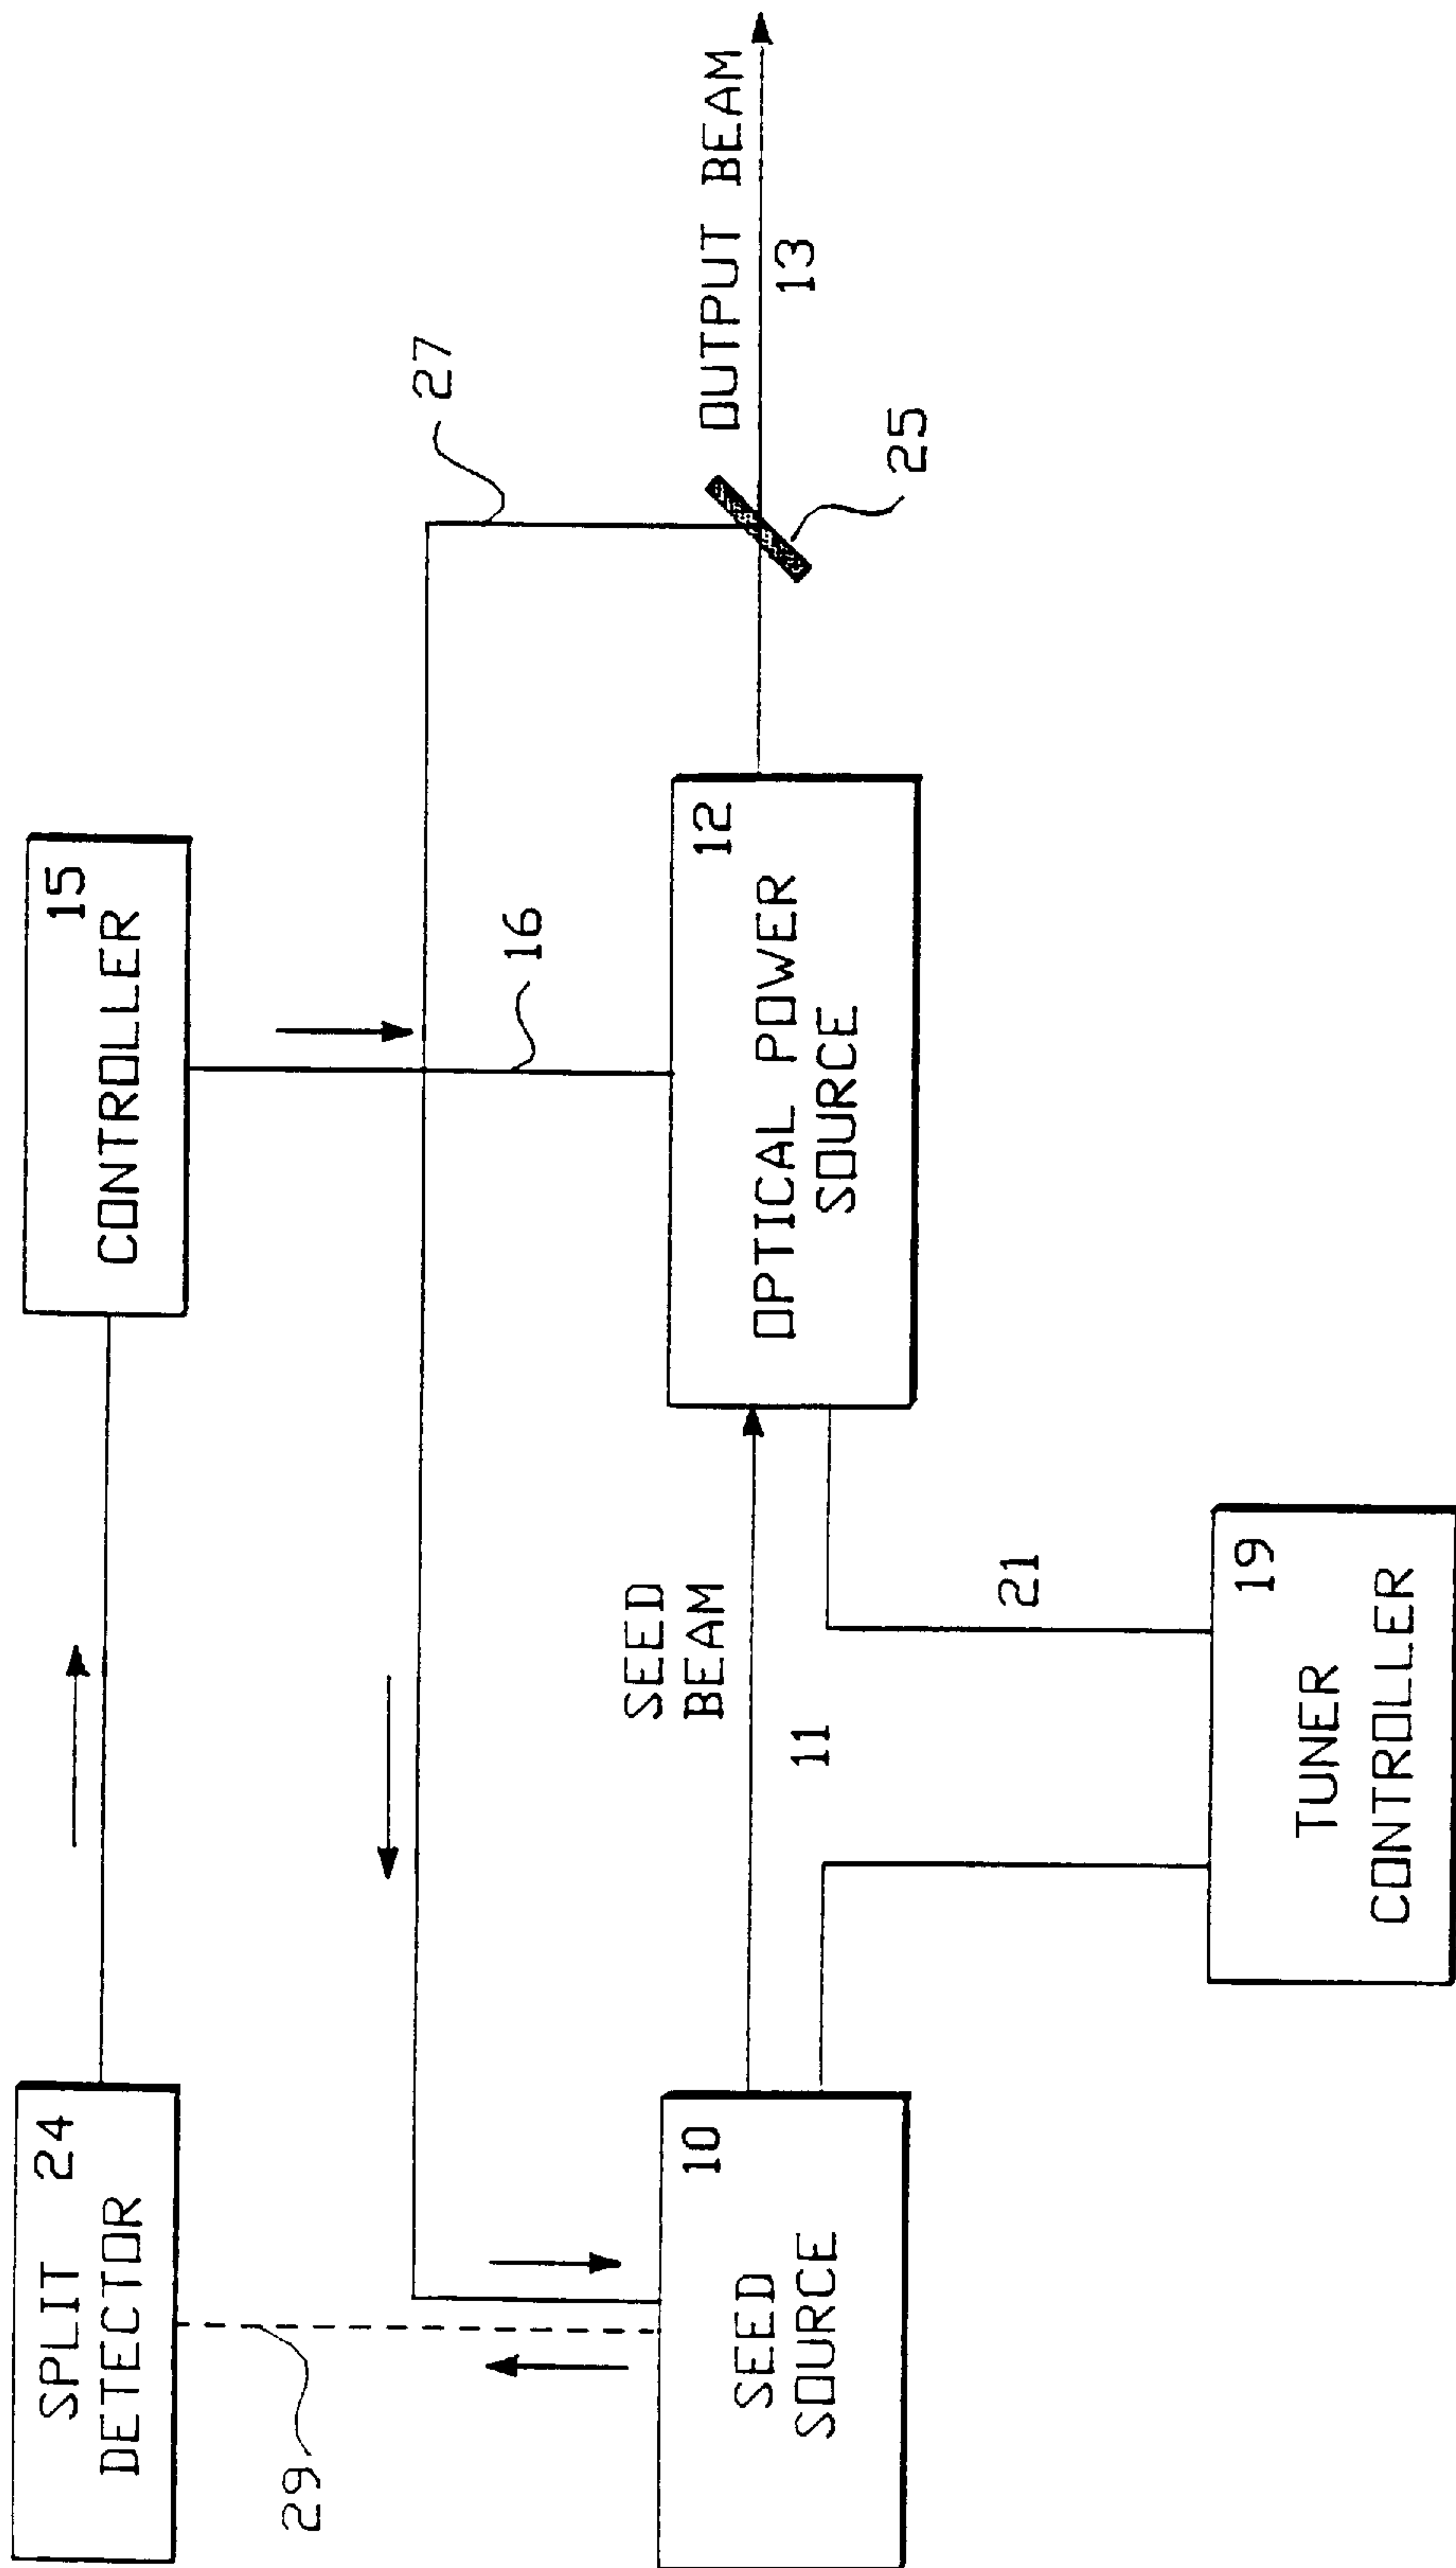 SPLIT 24
DETECTOR
15
CONTROLLER
29
27
16
SEED
BEAM
OUTPUT BEAM
10
SEED
SOURCE
11
12
OPTICAL POWER
SOURCE
13
25
21
19
TUNER
CONTROLLER